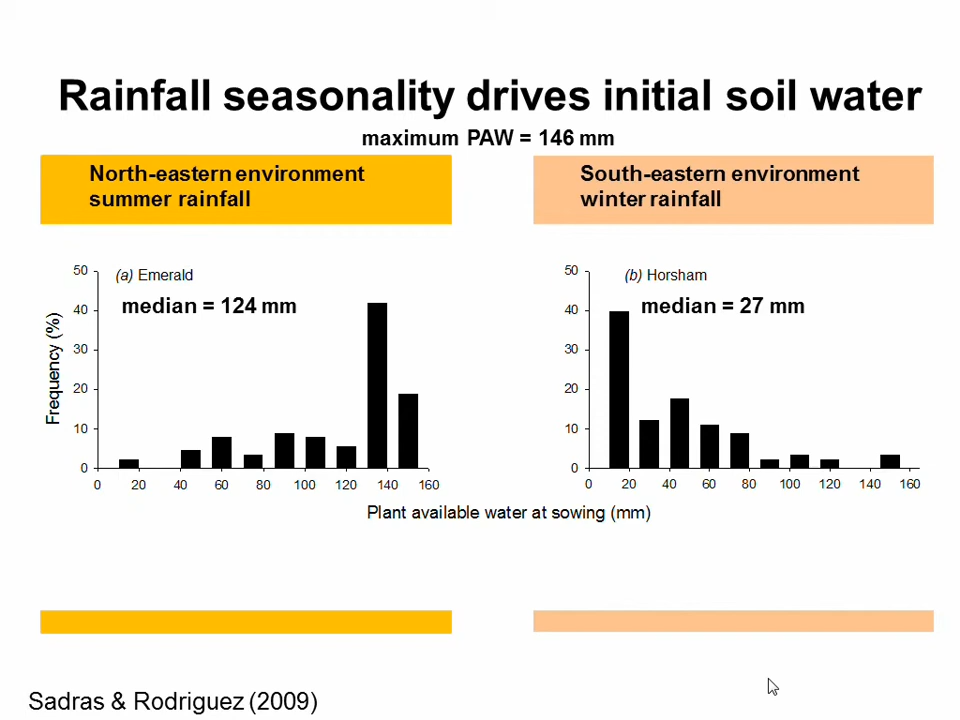 Rainfall seasonality drives initial soil water
maximum PAW = 146 mm
North-eastern environment
summer rainfall
South-eastern environment
winter rainfall
(a) Emerald
median = 124 mm
Frequency (%)
50
40
30
20
10
0
0 20 40 60 80 100 120 140 160
(b) Horsham
median = 27 mm
50
40
30
20
10
0
0 20 40 60 80 100 120 140 160
Plant available water at sowing (mm)
Sadras & Rodriguez (2009)